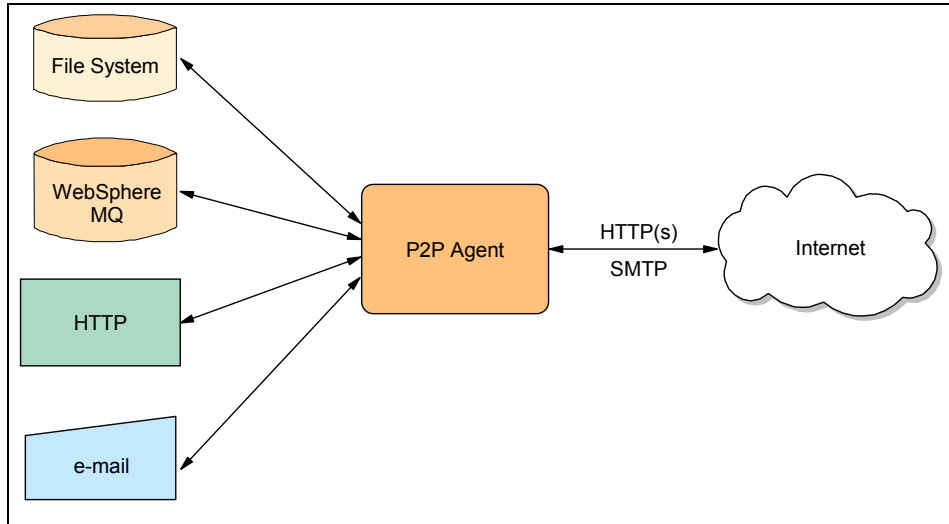 File System
WebSphere
MQ
HTTP
e-mail
P2P Agent
HTTP(s)
SMTP
Internet